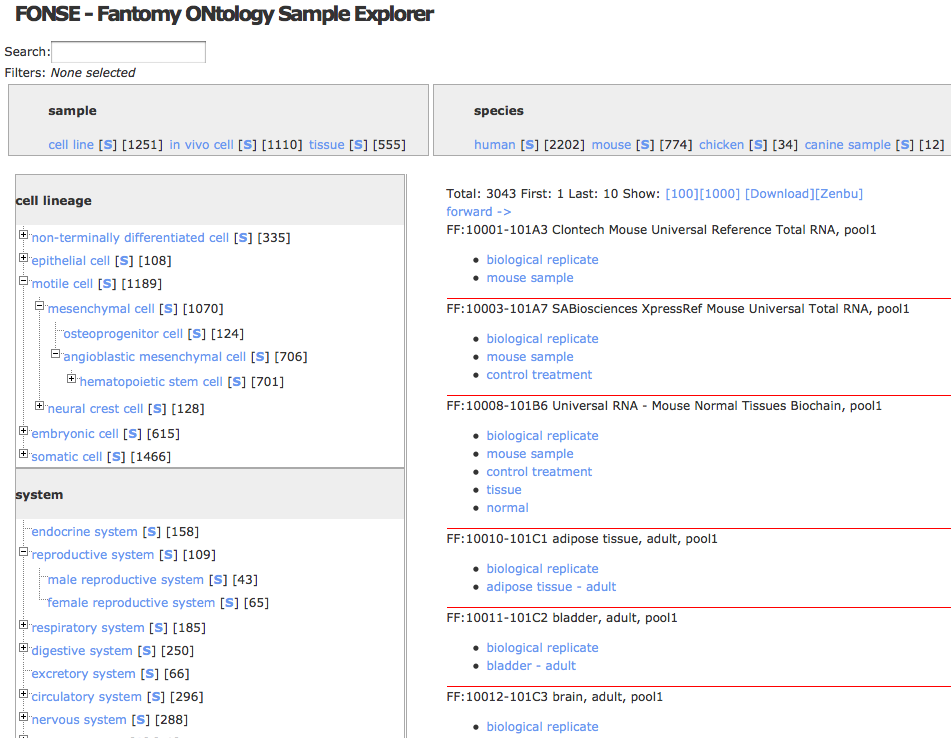 FONSE - Fantomy ONtology Sample Explorer
Search:
Filters: None selected
sample
cell line [S] [1251] in vivo cell [S] [1110] tissue [S] [555]
species
human [S] [2202] mouse [S] [774] chicken [S] [34] canine sample [S] [12]
cell lineage
non-terminally differentiated cell [S] [335]
epithelial cell [S] [108]
motile cell [S] [1189]
mesenchymal cell [S] [1070]
osteoprogenitor cell [S] [124]
angioblastic mesenchymal cell [S] [706]
hematopoietic stem cell [S] [701]
neural crest cell [S] [128]
embryonic cell [S] [615]
somatic cell [S] [1466]
system
endocrine system [S] [158]
reproductive system [S] [109]
male reproductive system [S] [43]
female reproductive system [S] [65]
respiratory system [S] [185]
digestive system [S] [250]
excretory system [S] [66]
circulatory system [S] [296]
nervous system [S] [288]
Total: 3043 First: 1 Last: 10 Show: [100][1000] [Download][Zenbu]
forward ->
FF:10001-101A3 Clontech Mouse Universal Reference Total RNA, pool1
• biological replicate
• mouse sample
FF:10003-101A7 SABiosciences XpressRef Mouse Universal Total RNA, pool1
• biological replicate
• mouse sample
• control treatment
FF:10008-101B6 Universal RNA - Mouse Normal Tissues Biochain, pool1
• biological replicate
• mouse sample
• control treatment
• tissue
• normal
FF:10010-101C1 adipose tissue, adult, pool1
• biological replicate
• adipose tissue - adult
FF:10011-101C2 bladder, adult, pool1
• biological replicate
• bladder - adult
FF:10012-101C3 brain, adult, pool1
• biological replicate